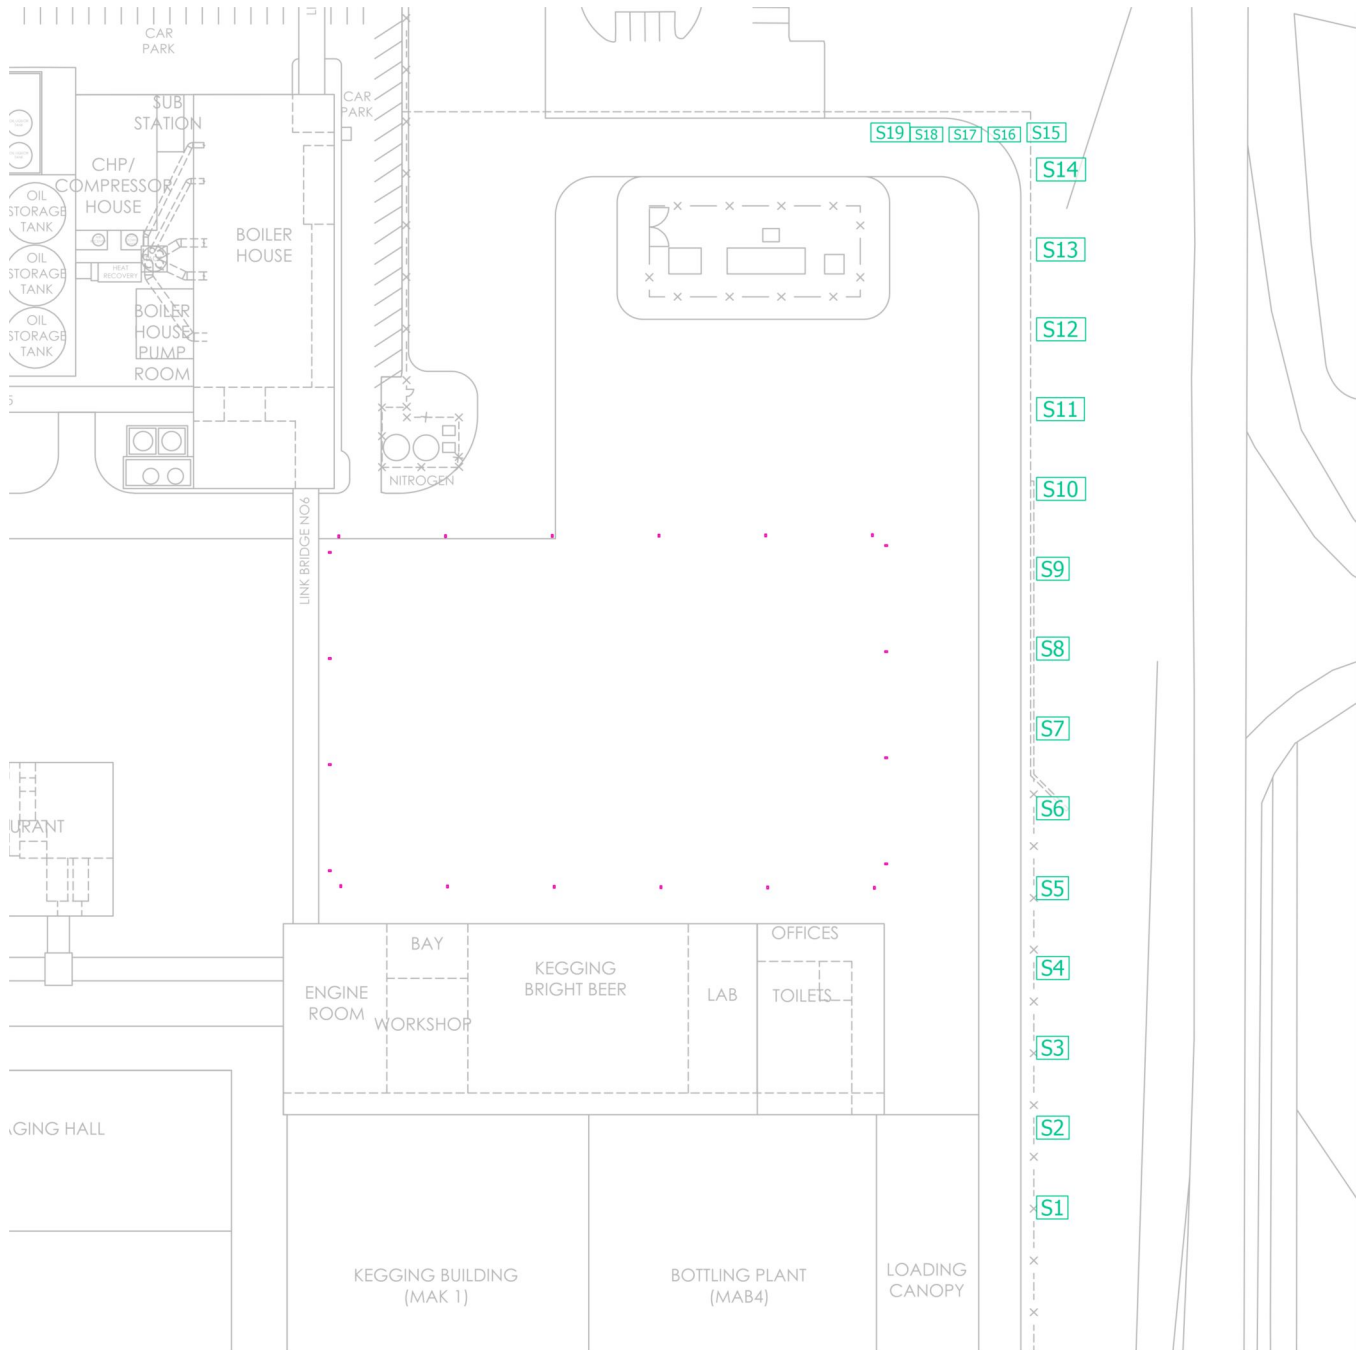 CAR
PARK
CAR
PARK
SUB
STATION
S19
S18
S17
S16
S15
S14
CHP/
COMPRESSOR
HOUSE
OIL
STORAGE
TANK
BOILER
HOUSE
S13
HEAT
RECOVERY
OIL
STORAGE
TANK
BOILER
HOUSE
PUMP
ROOM
OIL
STORAGE
TANK
S12
S11
NITROGEN
S10
LINK BRIDGE NO6
S9
S8
S7
S6
URANT
S5
BAY
OFFICES
KEGGING
BRIGHT BEER
S4
ENGINE
ROOM
LAB
TOILETS
WORKSHOP
S3
AGING HALL
S2
S1
KEGGING BUILDING
(MAK 1)
BOTTLING PLANT
(MAB4)
LOADING
CANOPY